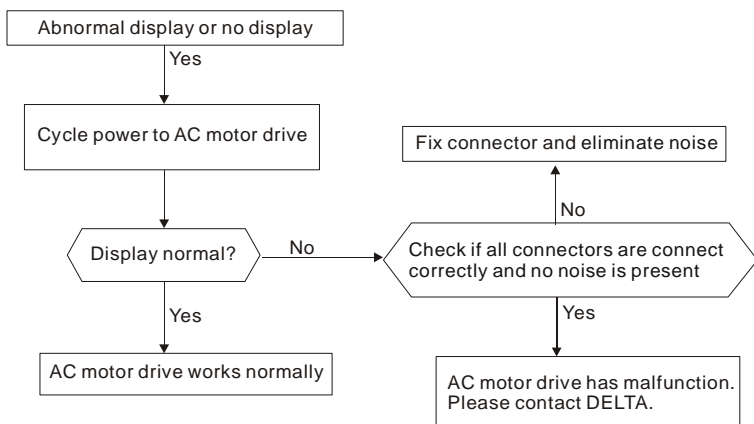 Abnormal display or no display
Yes
Cycle power to AC motor drive
Fix connector and eliminate noise
No
Display normal?
No
Check if all connectors are connect
correctly and no noise is present
Yes
Yes
AC motor drive works normally
AC motor drive has malfunction.
Please contact DELTA.